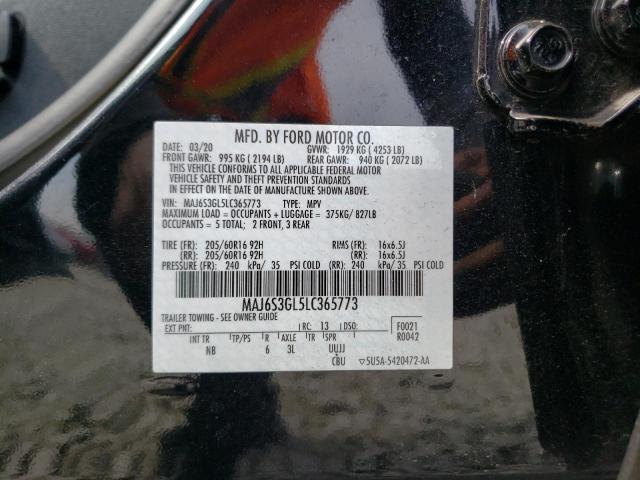 MFD. BY FORD MOTOR CO.
DATE: 03/20 GVWR: 1929 KG ( 4253 LB)
FRONT GAWR: 995 KG ( 2194 LB) REAR GAWR: 940 KG ( 2072 LB)
THIS VEHICLE CONFORMS TO ALL APPLICABLE FEDERAL MOTOR
VEHICLE SAFETY AND THEFT PREVENTION STANDARDS
IN EFFECT ON THE DATE OF MANUFACTURE SHOWN ABOVE.
VIN: MAJ6S3GL5LC365773 TYPE: MPV
MAXIMUM LOAD = OCCUPANTS + LUGGAGE = 375KG/ 827LB
OCCUPANTS = 5 TOTAL; 2 FRONT, 3 REAR
TIRE (FR): 205/60R16 92H RIMS (FR): 16x6.5J
(RR): 205/60R16 92H (RR): 16x6.5J
PRESSURE (FR): 240 kPa/ 35 PSI COLD (RR): 240 kPa/ 35 PSI COLD
MAJ6S3GL5LC365773
TRAILER TOWING - SEE OWNER GUIDE
EXT PNT: RC: 13 DSO: F0021
R0042
INT TR TP/PS R AXLE TR SPR
NB 6 3L UUJJ
CBU 5U5A-5420472-AA